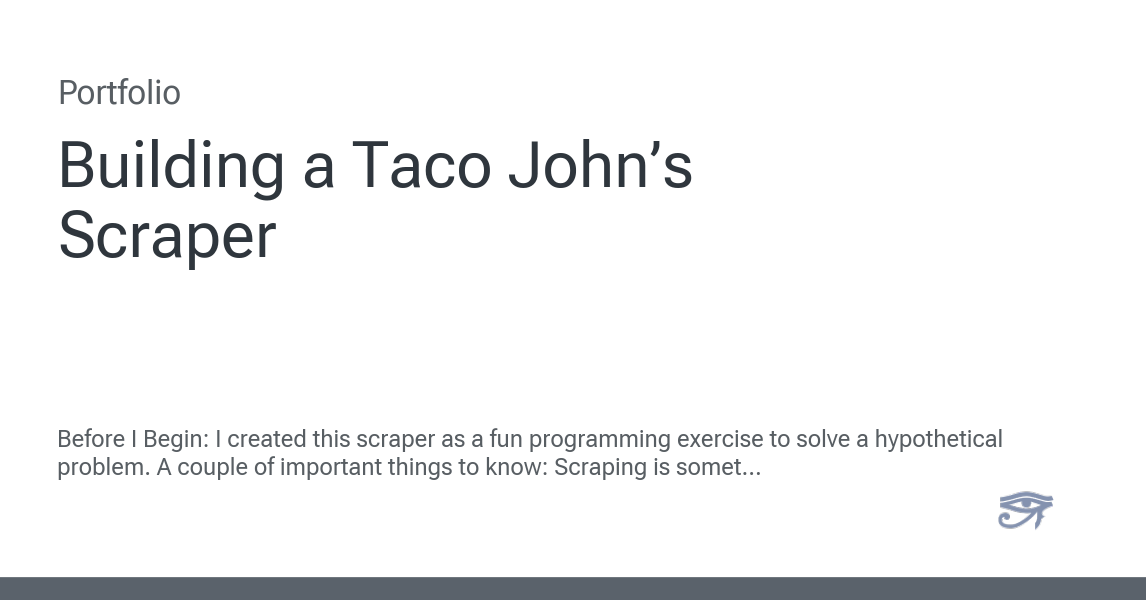 Portfolio
Building a Taco John’s
Scraper
Before I Begin: I created this scraper as a fun programming exercise to solve a hypothetical
problem. A couple of important things to know: Scraping is somet...